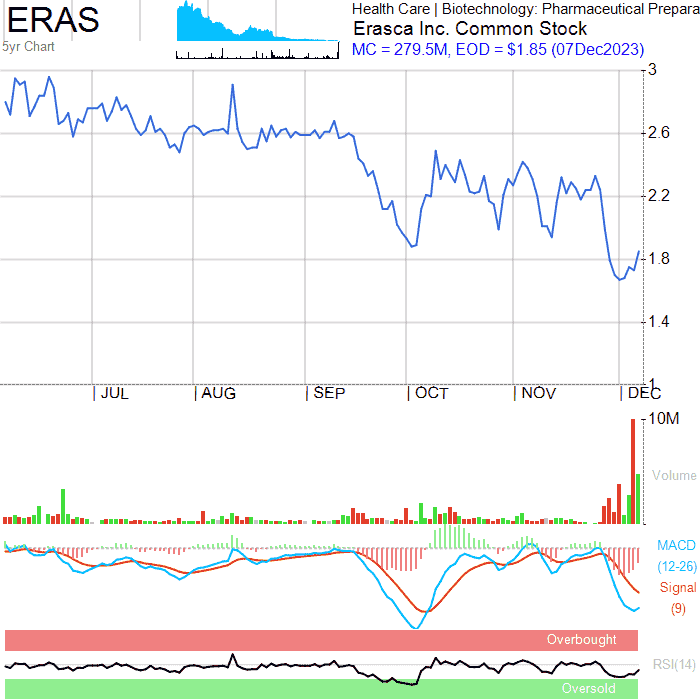 ERAS
5yr Chart
Health Care | Biotechnology: Pharmaceutical Prepara
Erasca Inc. Common Stock
MC = 279.5M, EOD = $1.85 (07Dec2023)
3
2.6
2.2
1.8
1.4
1
JUL AUG SEP OCT NOV DEC
10M
Volume
MACD
(12-26)
Signal
(9)
Overbought
RSI(14)
Oversold